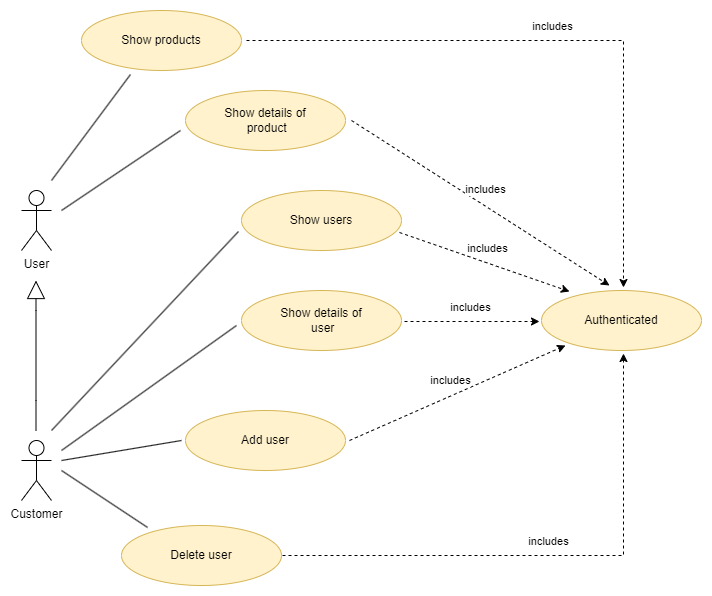 includes
Show products
Show details of
product
includes
Show users
includes
User
Show details of
user
includes
Authenticated
includes
Add user
Customer
includes
Delete user